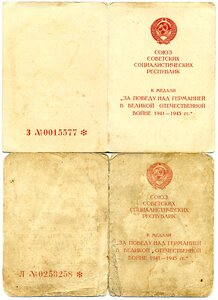 СОЮЗ
СОВЕТСКИХ
СОЦИАЛИСТИЧЕСКИХ
РЕСПУБЛИК
К МЕДАЛИ
„ЗА ПОБЕДУ НАД ГЕРМАНИЕЙ
В ВЕЛИКОЙ ОТЕЧЕСТВЕННОЙ
ВОЙНЕ 1941—1945 гг."
З №0015577 *
СОЮЗ
СОВЕТСКИХ
СОЦИАЛИСТИЧЕСКИХ
РЕСПУБЛИК
К МЕДАЛИ
„ЗА ПОБЕДУ НАД ГЕРМАНИЕЙ
В ВЕЛИКОЙ ОТЕЧЕСТВЕННОЙ
ВОЙНЕ 1941—1945 гг."
Л №0253258 *